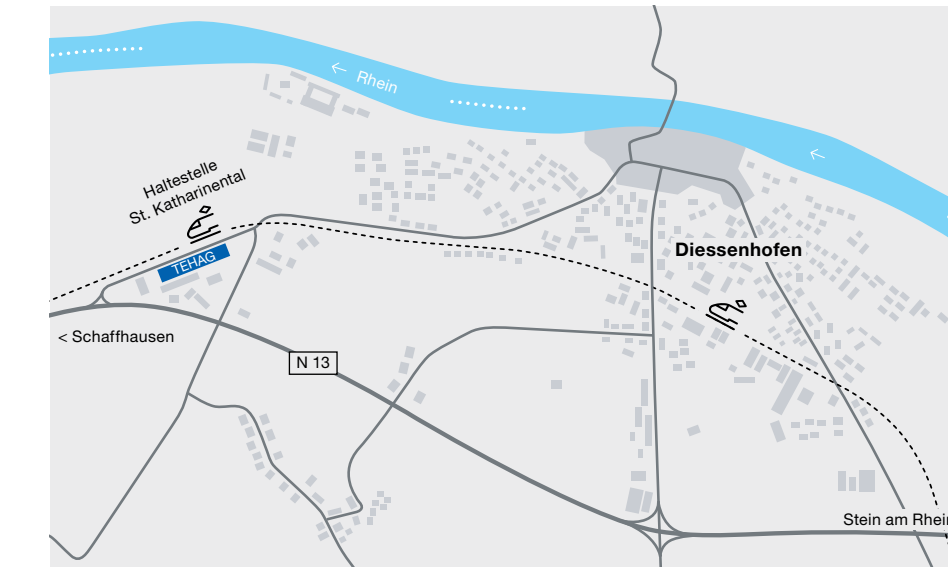 Rhein
Haltestelle
St. Katharinental
TEHAG
Diessenhofen
< Schaffhausen
N 13
Stein am Rhein